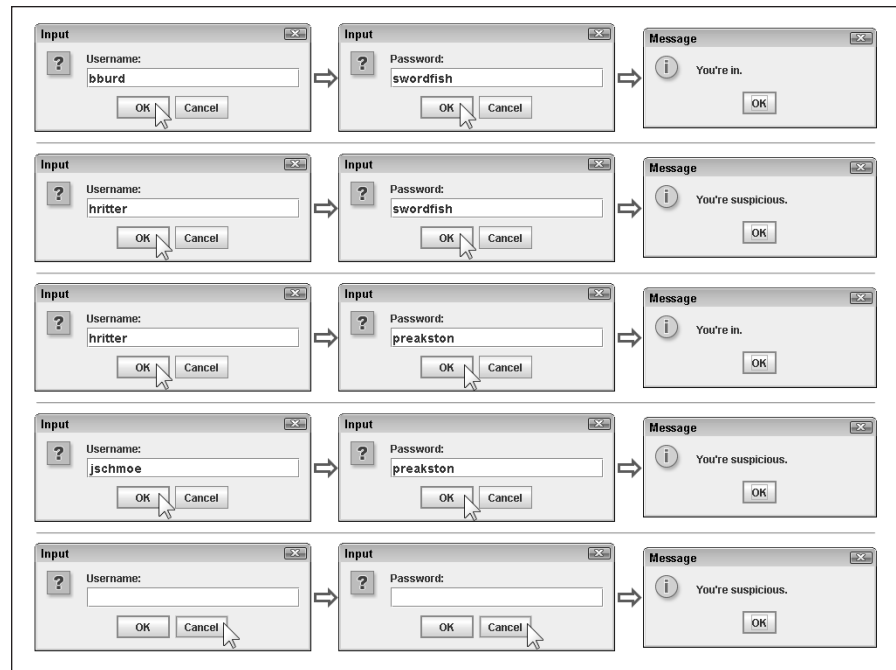 Input
Username:
bburd
OK Cancel
Input
Password:
swordfish
OK Cancel
Message
You're in.
OK
Input
Username:
hritter
OK Cancel
Input
Password:
swordfish
OK Cancel
Message
You're suspicious.
OK
Input
Username:
hritter
OK Cancel
Input
Password:
preakston
OK Cancel
Message
You're in.
OK
Input
Username:
jschmoe
OK Cancel
Input
Password:
preakston
OK Cancel
Message
You're suspicious.
OK
Input
Username:
OK Cancel
Input
Password:
OK Cancel
Message
You're suspicious.
OK